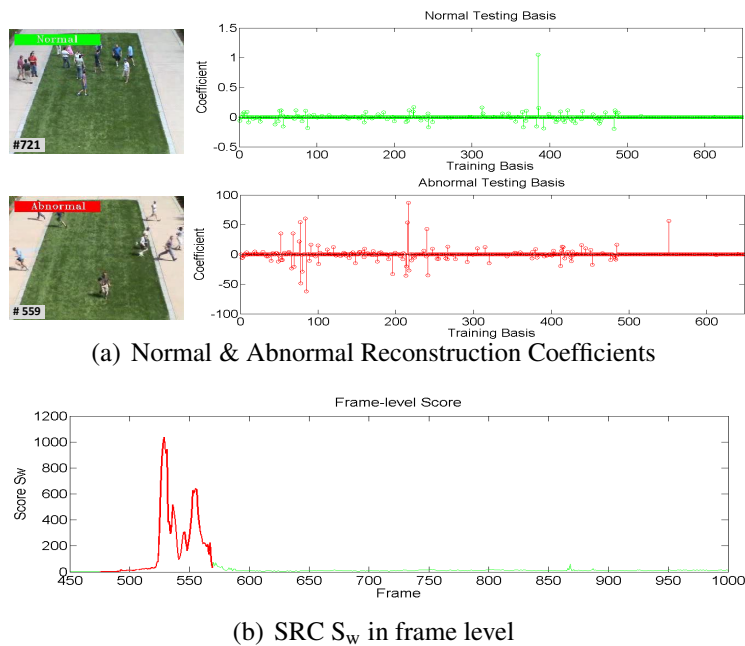 Normal
#721
Normal Testing Basis
1.5
1
0.5
0
-0.5
Coefficient
0 100 200 300 400 500 600
Training Basis
Abnormal
# 559
Abnormal Testing Basis
100
50
0
-50
-100
Coefficient
0 100 200 300 400 500 600
Training Basis
(a) Normal & Abnormal Reconstruction Coefficients
Frame-level Score
1200
1000
800
600
400
200
0
Score Sw
450 500 550 600 650 700 750 800 850 900 950 1000
Frame
(b) SRC Sw in frame level